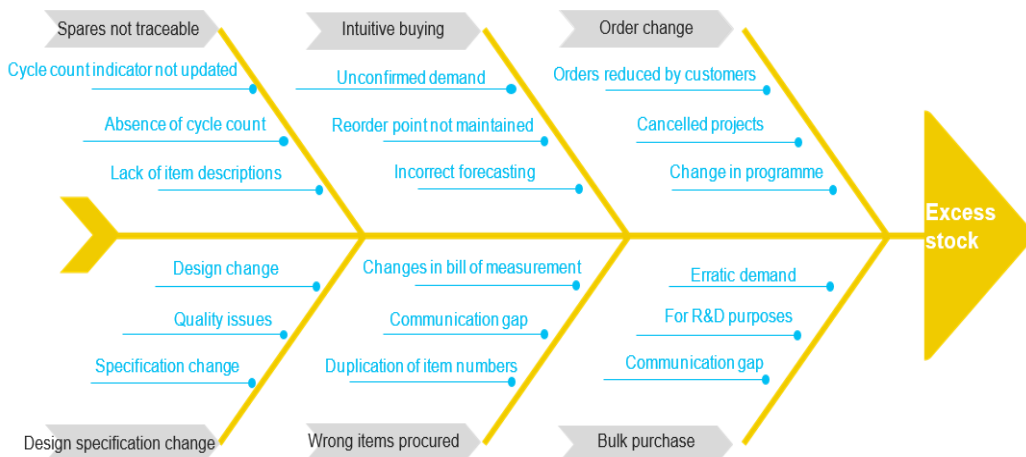 Spares not traceable
Intuitive buying
Order change
Cycle count indicator not updated
Unconfirmed demand
Orders reduced by customers
Absence of cycle count
Reorder point not maintained
Cancelled projects
Lack of item descriptions
Incorrect forecasting
Change in programme
Excess
stock
Design change
Changes in bill of measurement
Erratic demand
Quality issues
Communication gap
For R&D purposes
Specification change
Duplication of item numbers
Communication gap
Design specification change
Wrong items procured
Bulk purchase